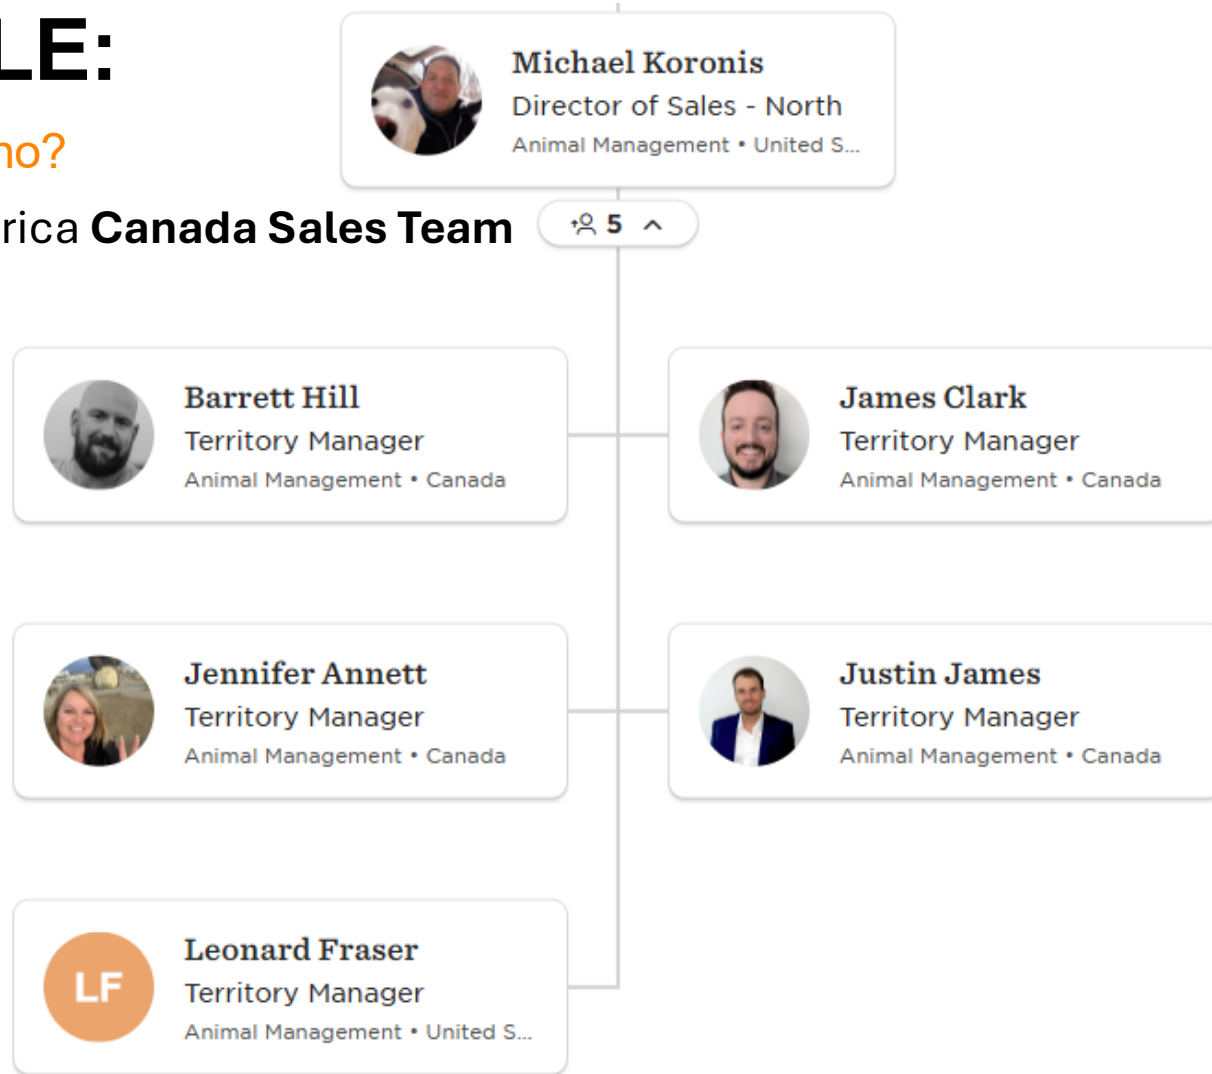 LE:
no?
rica Canada Sales Team
Michael Koronis
Director of Sales - North
Animal Management • United S...
5
Barrett Hill
Territory Manager
Animal Management • Canada
James Clark
Territory Manager
Animal Management • Canada
Jennifer Annett
Territory Manager
Animal Management • Canada
Justin James
Territory Manager
Animal Management • Canada
LF
Leonard Fraser
Territory Manager
Animal Management • United S...